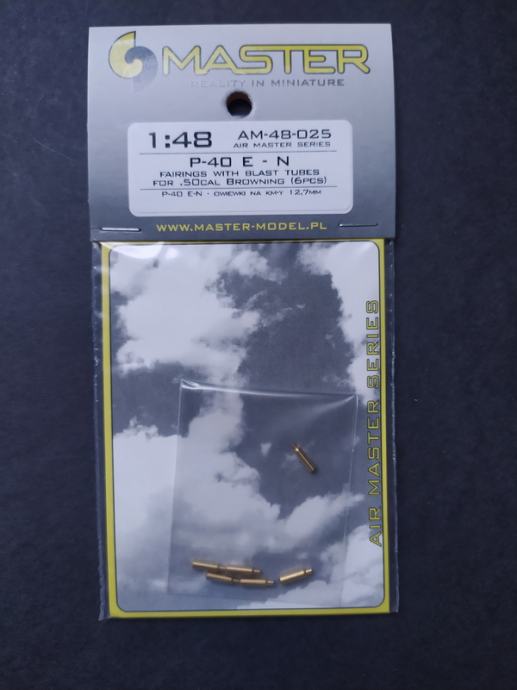 MASTER
REALITY IN MINIATURE
1:48 AM-48-025
AIR MASTER SERIES
P-40 E - N
FAIRINGS WITH BLAST TUBES
FOR .50CAL BROWNING (6PCS)
P-40 E-N - OWIEWKI NA KM-Y 12,7MM
WWW.MASTER-MODEL.PL
AIR MASTER SERIES